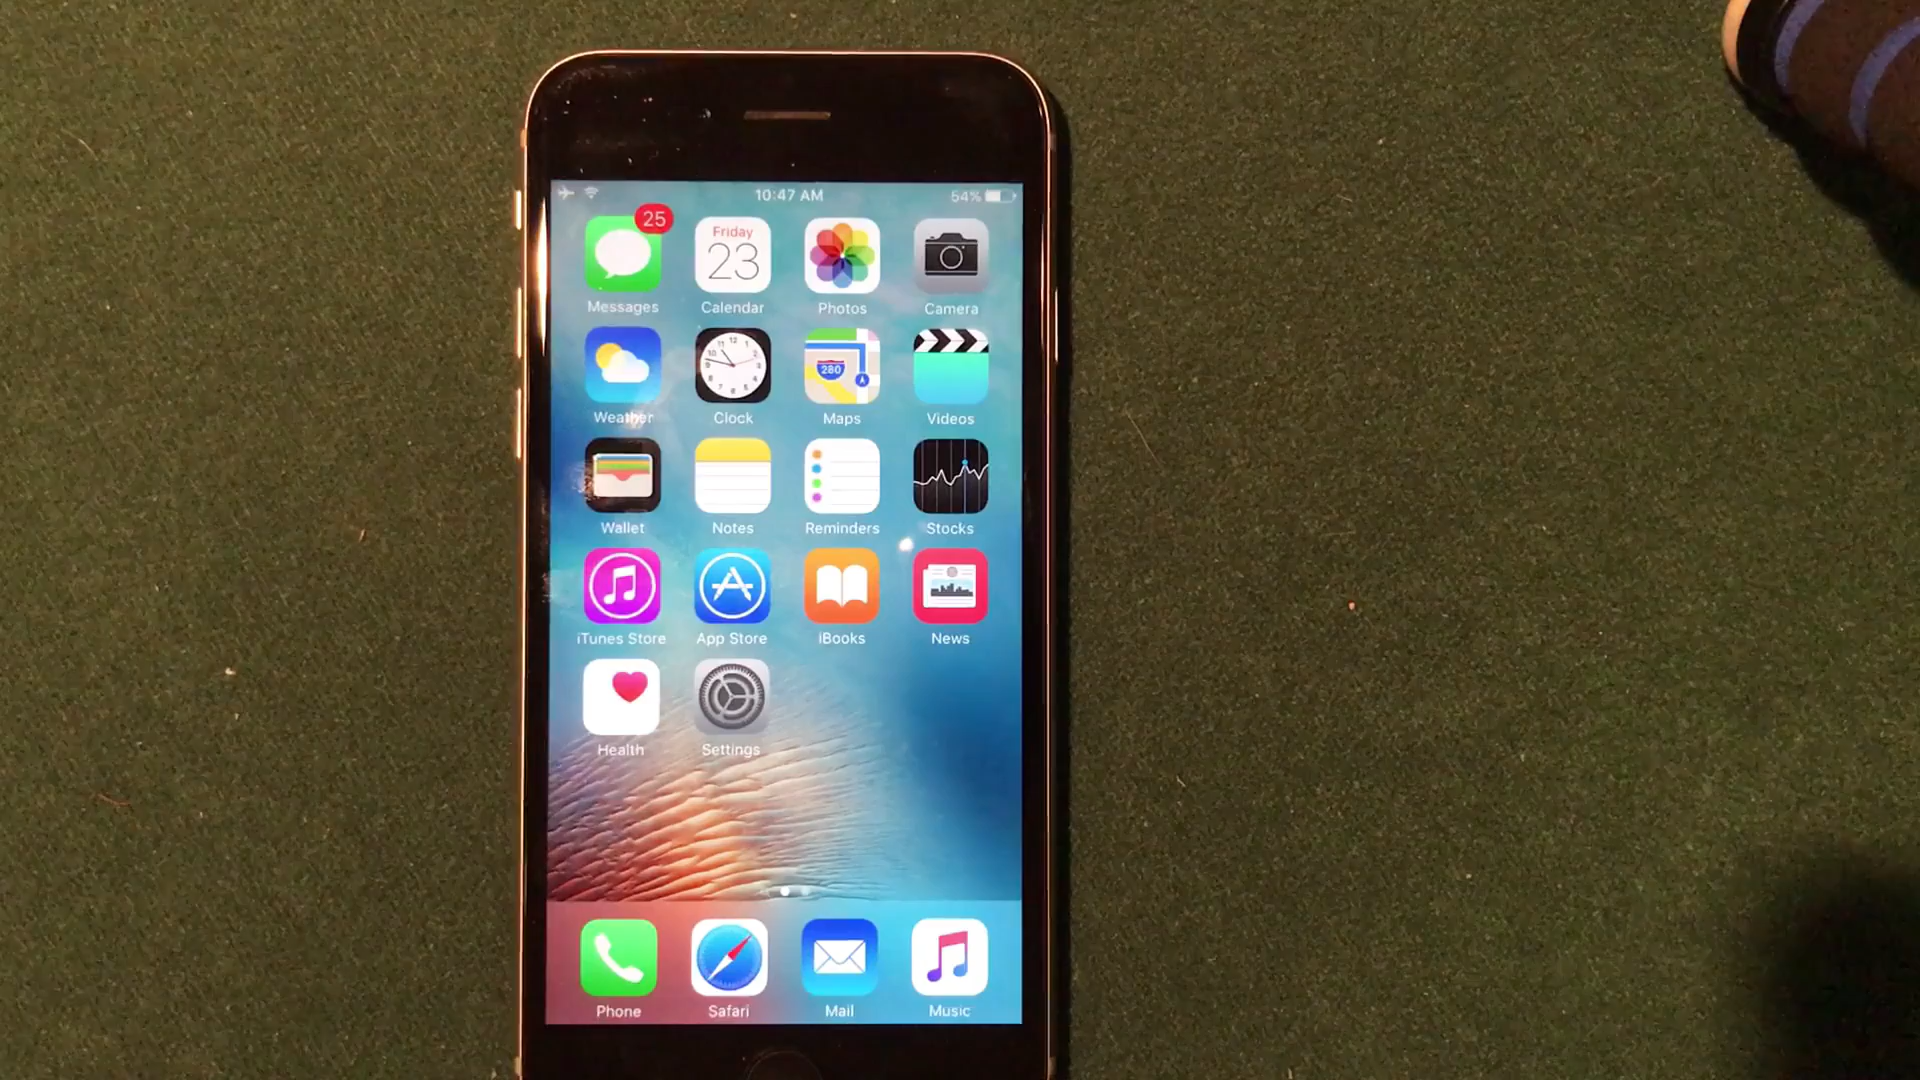 10:47 AM 54%
25
Friday
23
280
Messages Calendar Photos Camera
Weather Clock Maps Videos
Wallet Notes Reminders Stocks
iTunes Store App Store iBooks News
Health Settings
Phone Safari Mail Music